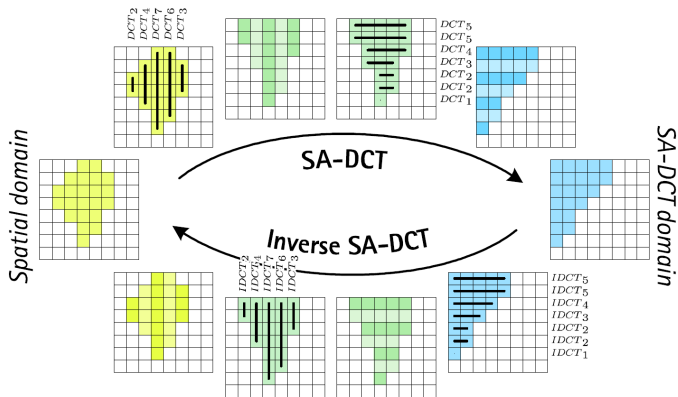 DCT2
DCT4
DCT7
DCT6
DCT3
DCT5
DCT5
DCT4
DCT3
DCT2
DCT2
DCT1
Spatial domain
SA-DCT
SA-DCT domain
Inverse SA-DCT
IDCT2
IDCT4
IDCT7
IDCT6
IDCT3
IDCT5
IDCT5
IDCT4
IDCT3
IDCT2
IDCT2
IDCT1